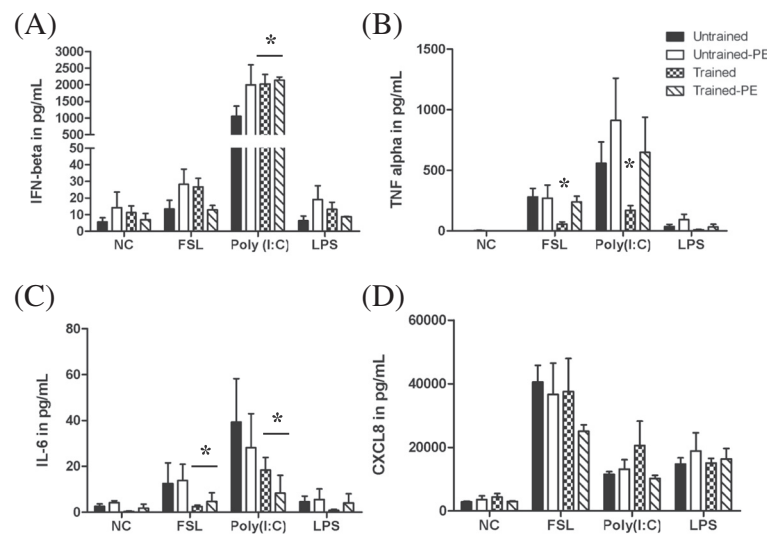 (A)
IFN-beta in pg/mL
3000
2500
2000
1500
1000
500
50
40
30
20
10
0
*
NC FSL Poly (I:C) LPS
(B)
TNF alpha in pg/mL
1500
1000
500
0
* *
NC FSL Poly(I:C) LPS
Untrained
Untrained-PE
Trained
Trained-PE
(C)
IL-6 in pg/mL
80
60
40
20
0
* *
NC FSL Poly(I:C) LPS
(D)
CXCL8 in pg/mL
60000
40000
20000
0
NC FSL Poly(I:C) LPS